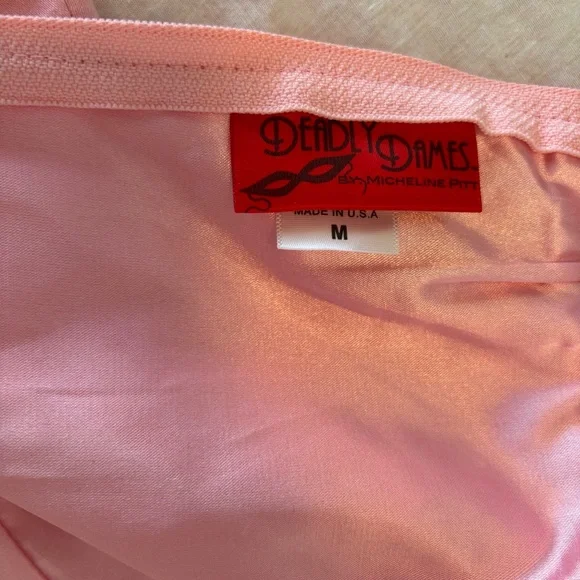 DEADLY
DAMES
BY: MICHELINE PITT
MADE IN U.S.A
M